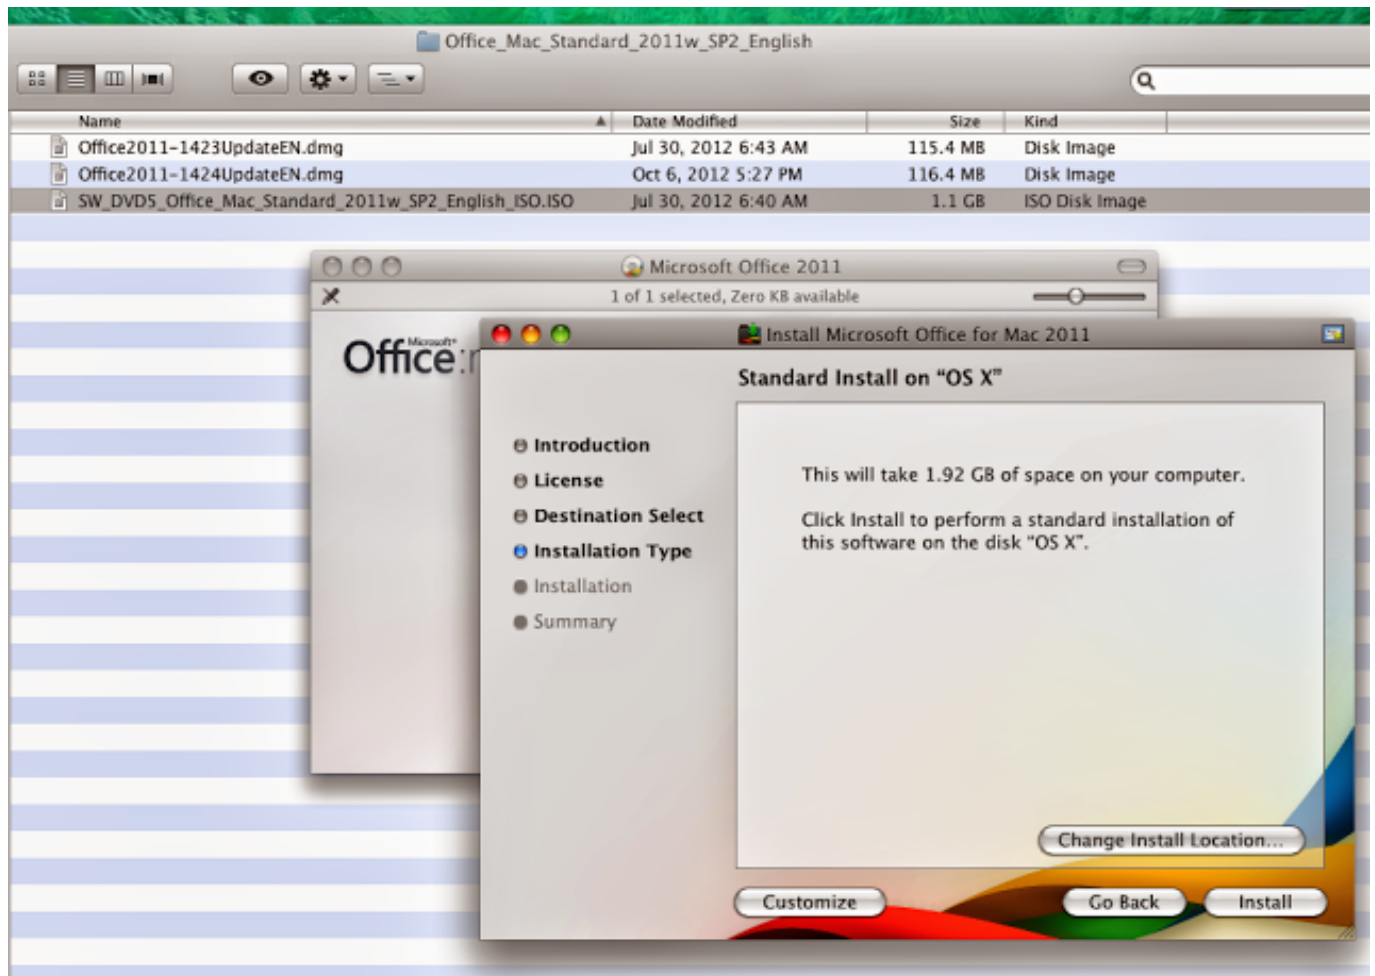 Office_Mac_Standard_2011w_SP2_English
Name Date Modified Size Kind
Office2011-1423UpdateEN.dmg Jul 30, 2012 6:43 AM 115.4 MB Disk Image
Office2011-1424UpdateEN.dmg Oct 6, 2012 5:27 PM 116.4 MB Disk Image
SW_DVD5_Office_Mac_Standard_2011w_SP2_English_ISO.ISO Jul 30, 2012 6:40 AM 1.1 GB ISO Disk Image
Microsoft Office 2011
1 of 1 selected, Zero KB available
Microsoft®
Office:
Install Microsoft Office for Mac 2011
Standard Install on “OS X”
Introduction
License
Destination Select
Installation Type
Installation
Summary
This will take 1.92 GB of space on your computer.
Click Install to perform a standard installation of
this software on the disk “OS X”.
Change Install Location...
Customize Go Back Install